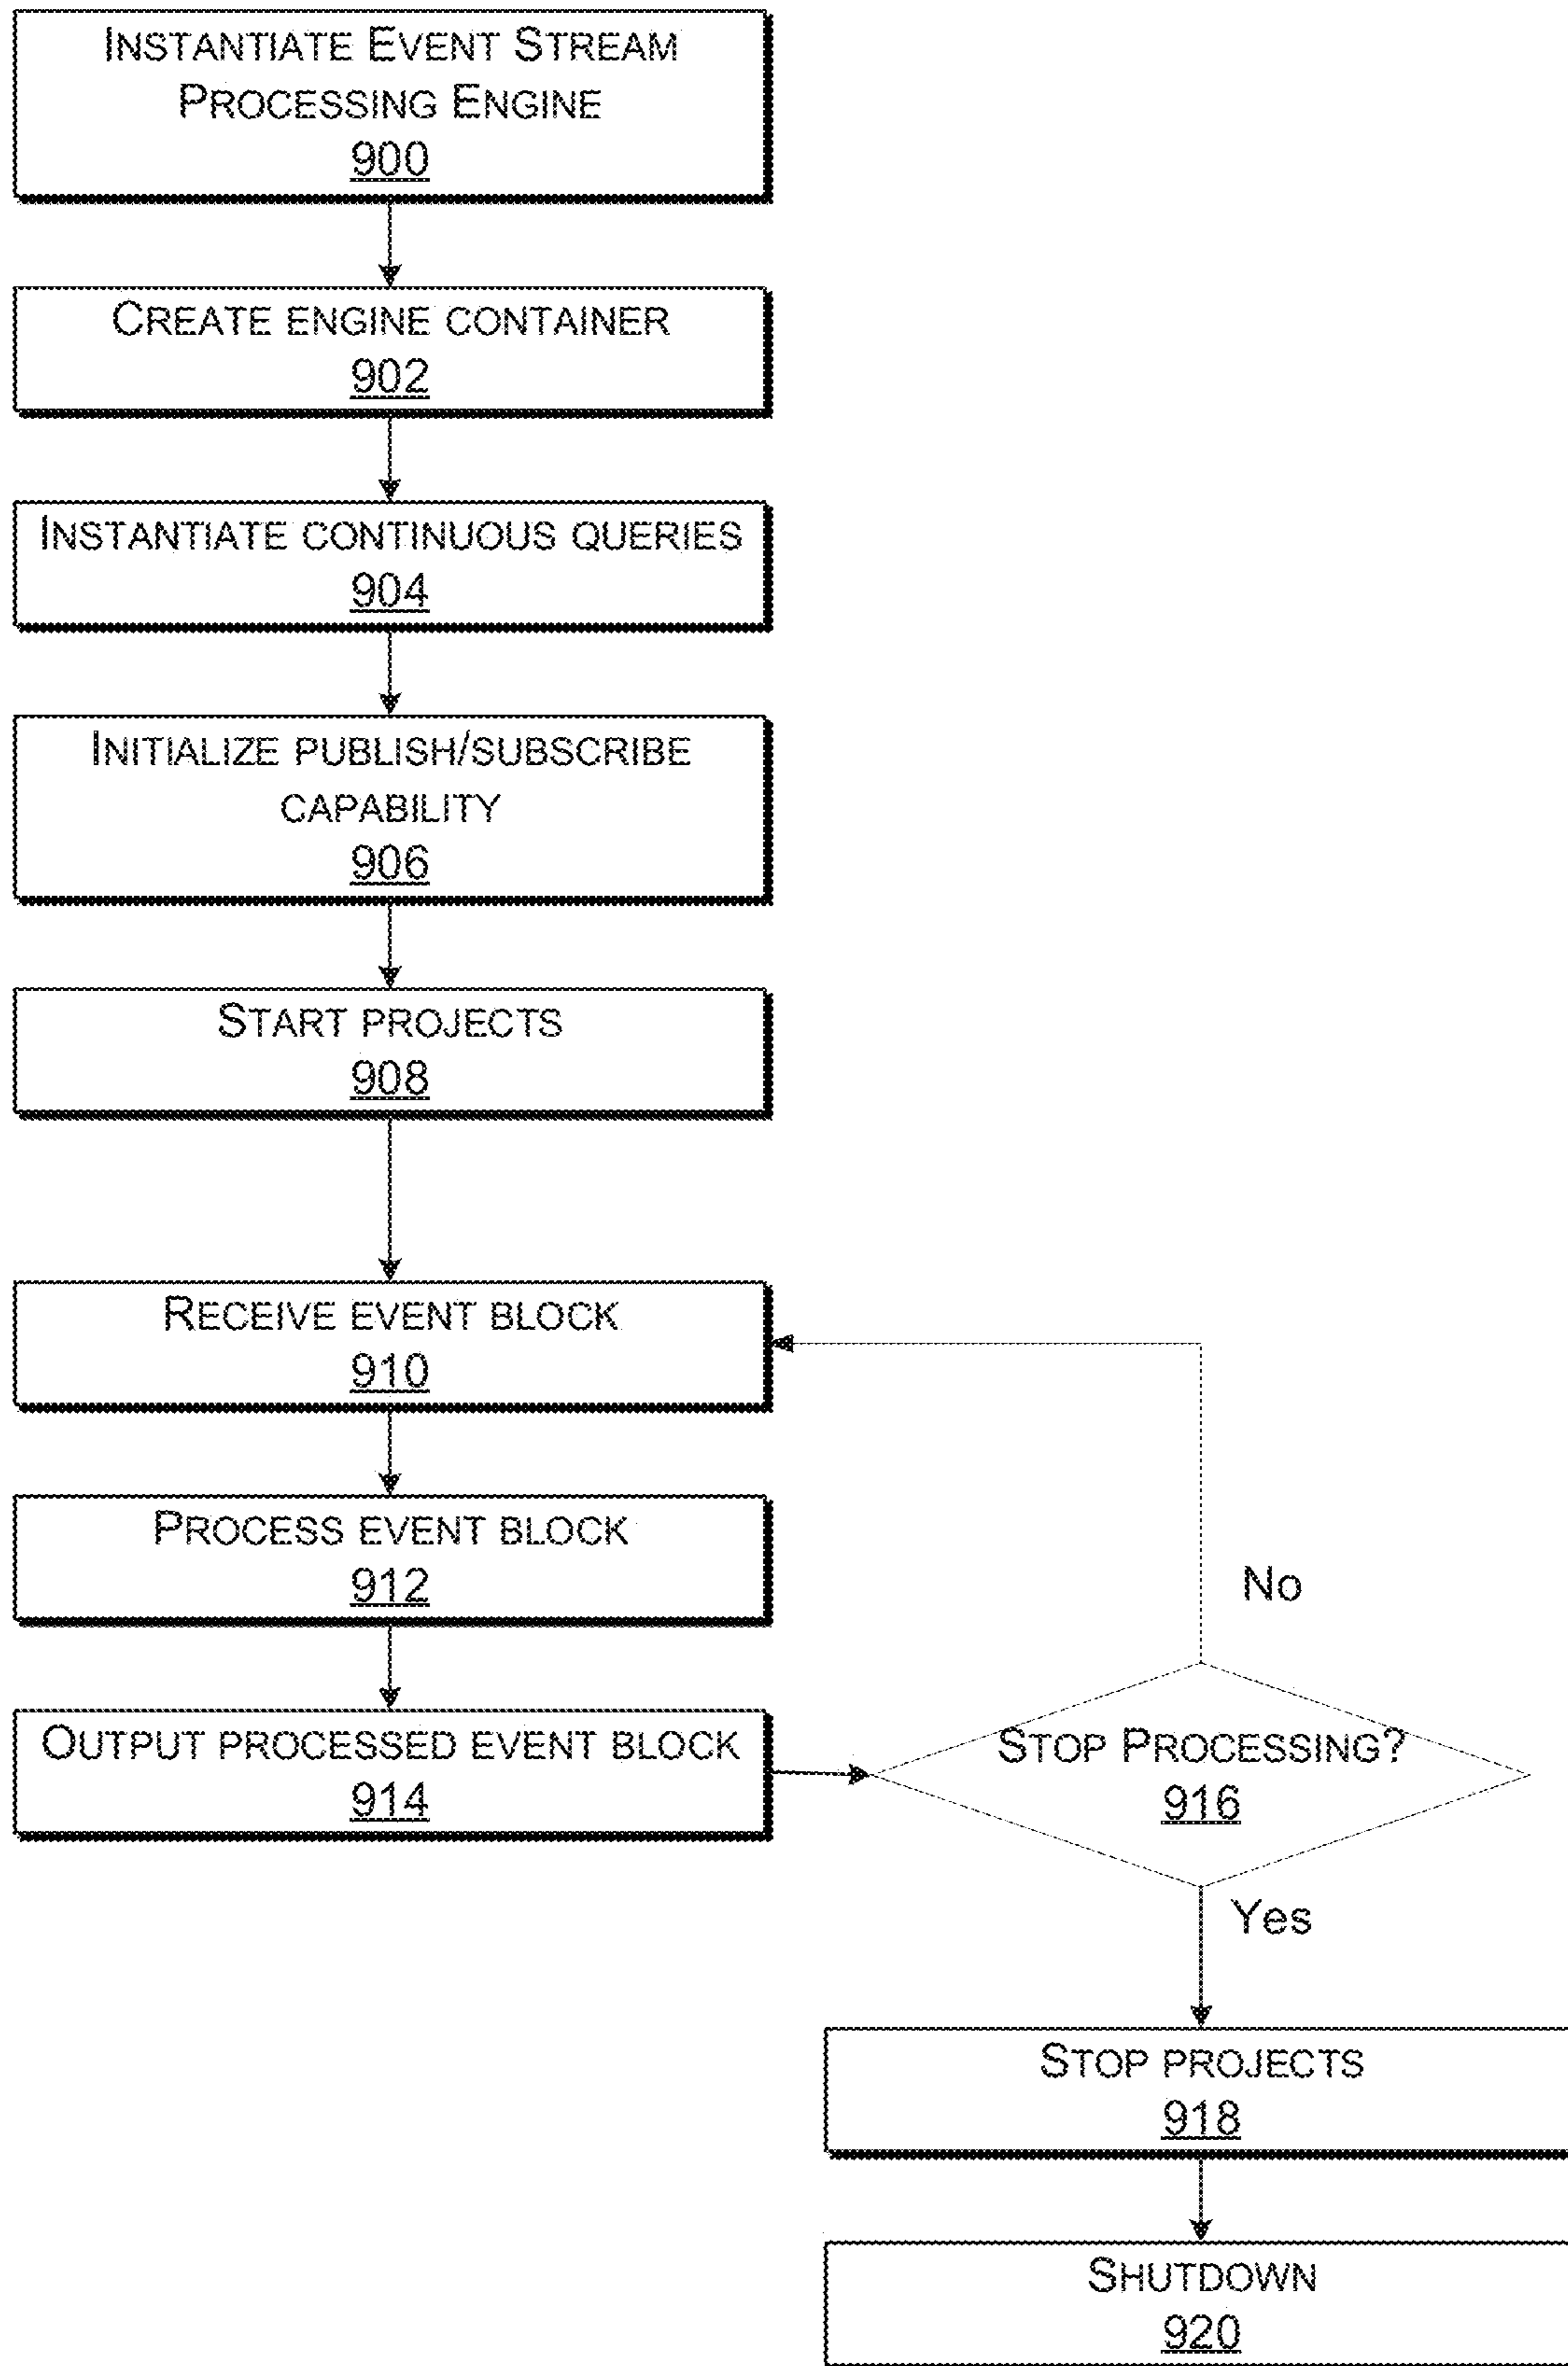 INSTANTIATE EVENT STREAM
PROCESSING ENGINE
900
CREATE ENGINE CONTAINER
902
INSTANTIATE CONTINUOUS QUERIES
904
INITIALIZE PUBLISH/SUBSCRIBE
CAPABILITY
906
START PROJECTS
908
RECEIVE EVENT BLOCK
910
PROCESS EVENT BLOCK
912
OUTPUT PROCESSED EVENT BLOCK
914
No
STOP PROCESSING?
916
Yes
STOP PROJECTS
918
SHUTDOWN
920